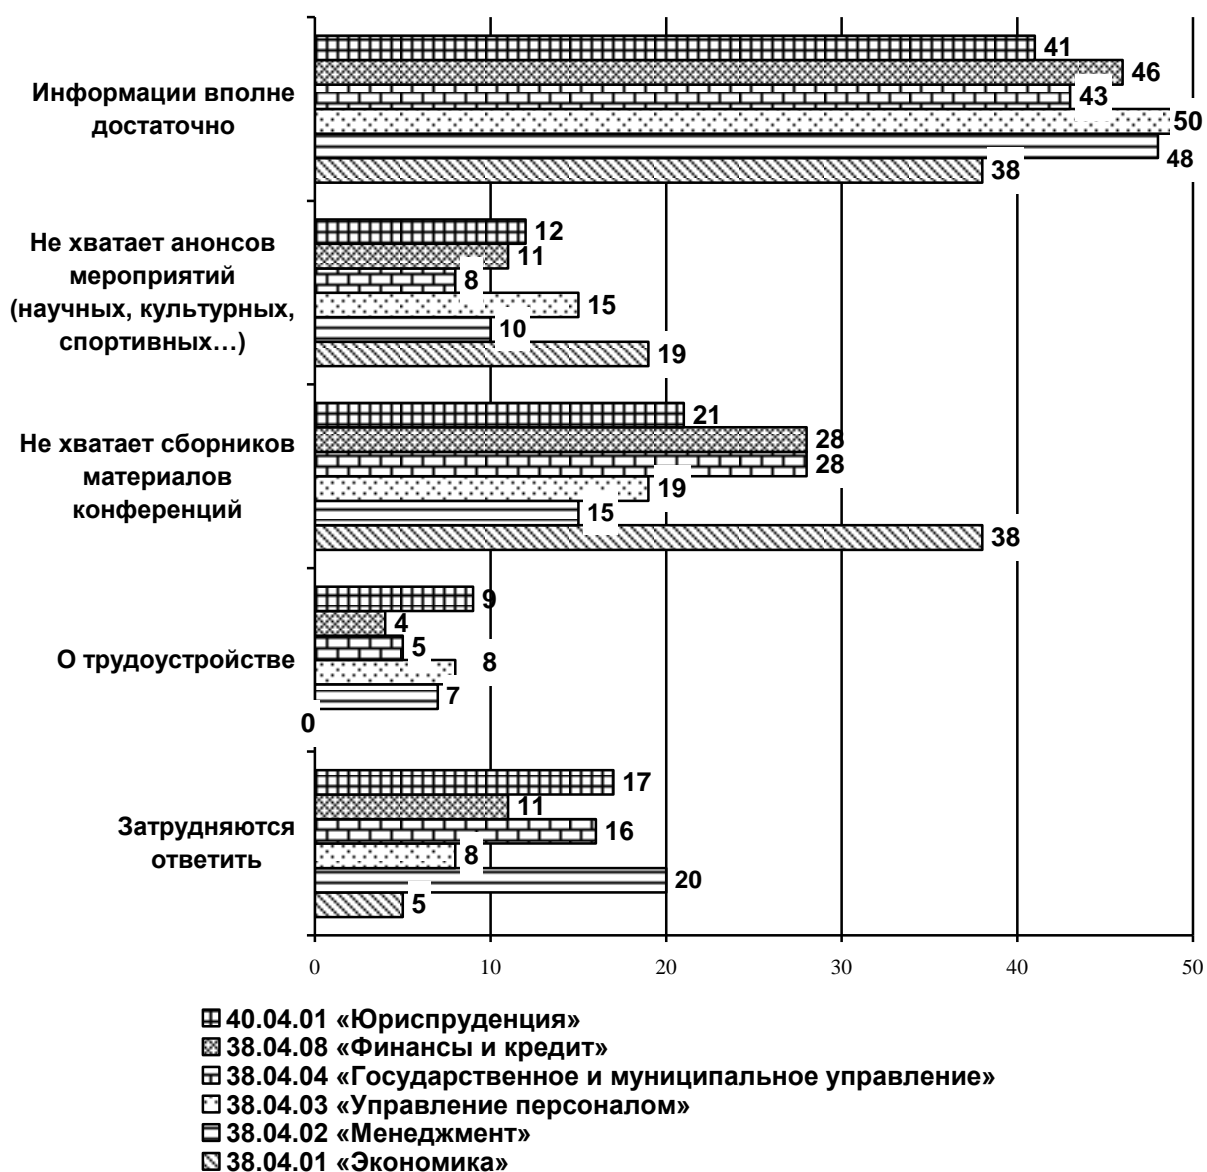 41
46
Информации вполне
достаточно
43
50
48
38
12
Не хватает анонсов
мероприятий
(научных, культурных,
спортивных…)
11
8
15
10
19
21
Не хватает сборников
материалов
конференций
28
28
19
15
38
9
4
О трудоустройстве
5
8
7
0
17
11
Затрудняются
ответить
16
8
20
5
0 10 20 30 40 50
40.04.01 «Юриспруденция»
38.04.08 «Финансы и кредит»
38.04.04 «Государственное и муниципальное управление»
38.04.03 «Управление персоналом»
38.04.02 «Менеджмент»
38.04.01 «Экономика»